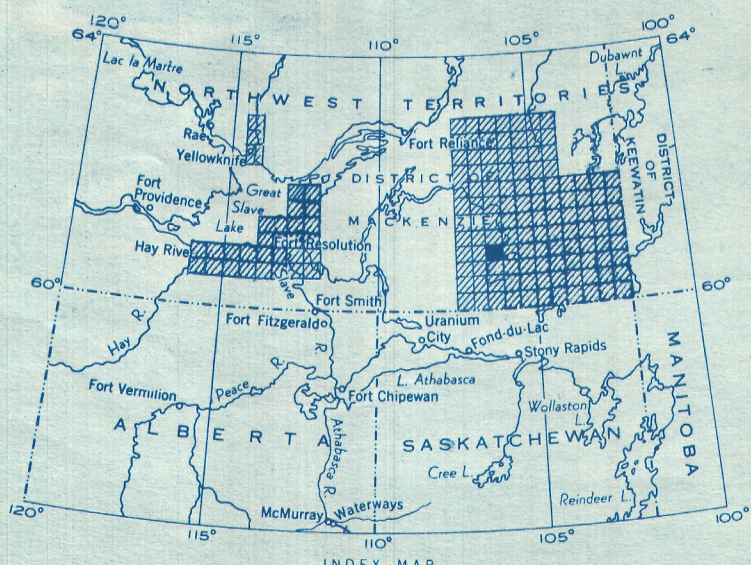 120°
115°
110°
105°
100°
64°
64°
Lac la Martre
Dubawnt
L.
NORTHWEST TERRITORIES
Rae
Yellowknife
Fort Reliance
DISTRICT OF
MACKENZIE
DISTRICT
OF
KEEWATIN
Fort
Providence
Great
Slave
Lake
Hay River
Fort Resolution
Slave
60°
60°
Fort Smith
Fort Fitzgerald
R.
Hay
R.
Uranium
City
Fond-du-Lac
Stony Rapids
Fort Vermilion
Peace
R.
L. Athabasca
Fort Chipewan
Wollaston
L.
MANITOBA
ALBERTA
SASKATCHEWAN
Athabasca
R.
Cree L.
Reindeer L.
McMurray
Waterways
120°
115°
110°
105°
100°
INDEX MAP